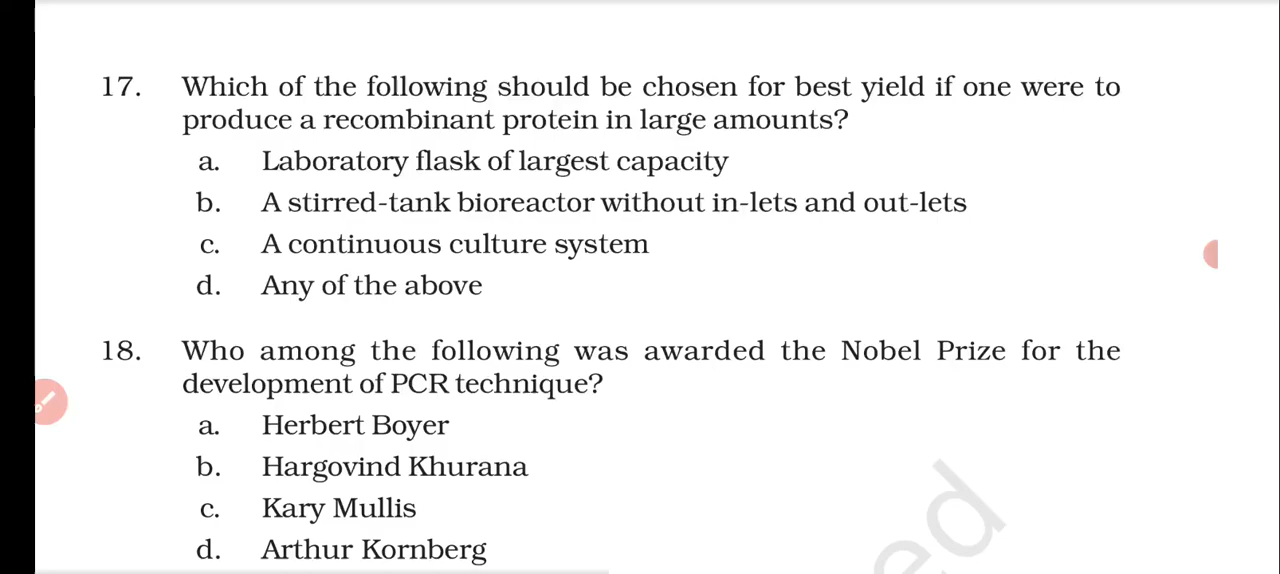 17. Which of the following should be chosen for best yield if one were to
produce a recombinant protein in large amounts?
a. Laboratory flask of largest capacity
b. A stirred-tank bioreactor without in-lets and out-lets
c. A continuous culture system
d. Any of the above
18. Who among the following was awarded the Nobel Prize for the
development of PCR technique?
a. Herbert Boyer
b. Hargovind Khurana
c. Kary Mullis
d. Arthur Kornberg